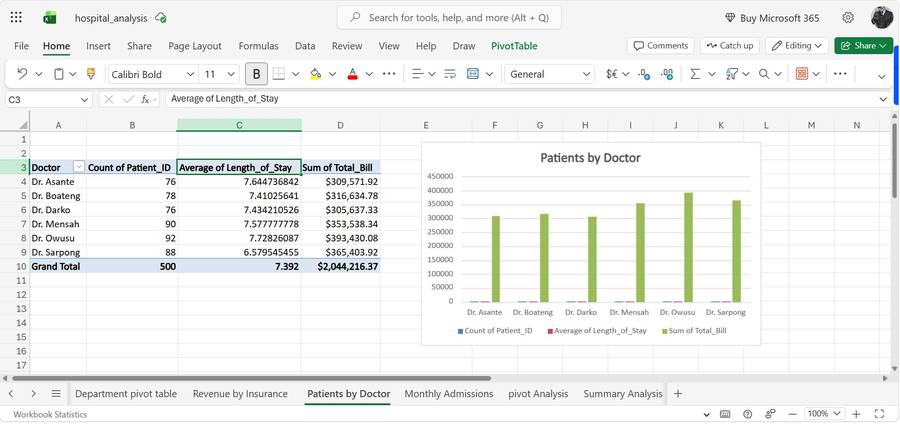 hospital_analysis
Search for tools, help, and more (Alt + Q)
Buy Microsoft 365
File Home Insert Share Page Layout Formulas Data Review View Help Draw PivotTable
Comments Catch up Editing Share
Calibri Bold 11 B A General $€ .0 .00
C3 fx Average of Length_of_Stay
A B C D E F G H I J K L M N
1
2
3 Doctor Count of Patient_ID Average of Length_of_Stay Sum of Total_Bill
4 Dr. Asante 76 7.644736842 $309,571.92
5 Dr. Boateng 78 7.41025641 $316,634.78
6 Dr. Darko 76 7.434210526 $305,637.33
7 Dr. Mensah 90 7.577777778 $353,538.34
8 Dr. Owusu 92 7.72826087 $393,430.08
9 Dr. Sarpong 88 6.579545455 $365,403.92
10 Grand Total 500 7.392 $2,044,216.37
11
12
13
14
15
16
17
Patients by Doctor
450000
400000
350000
300000
250000
200000
150000
100000
50000
0
Dr. Asante Dr. Boateng Dr. Darko Dr. Mensah Dr. Owusu Dr. Sarpong
Count of Patient_ID Average of Length_of_Stay Sum of Total_Bill
Department pivot table Revenue by Insurance Patients by Doctor Monthly Admissions pivot Analysis Summary Analysis
Workbook Statistics 100%